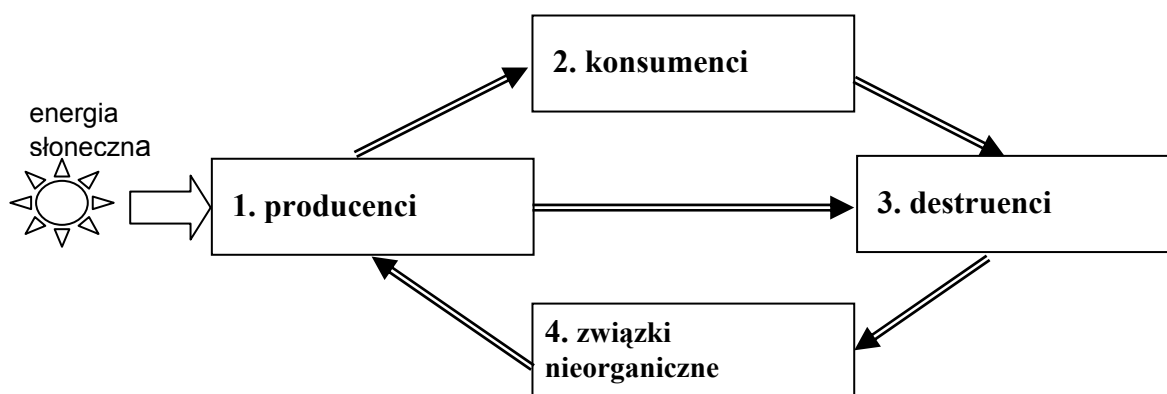 energia
słoneczna
1. producenci
2. konsumenci
3. destruenci
4. związki
nieorganiczne